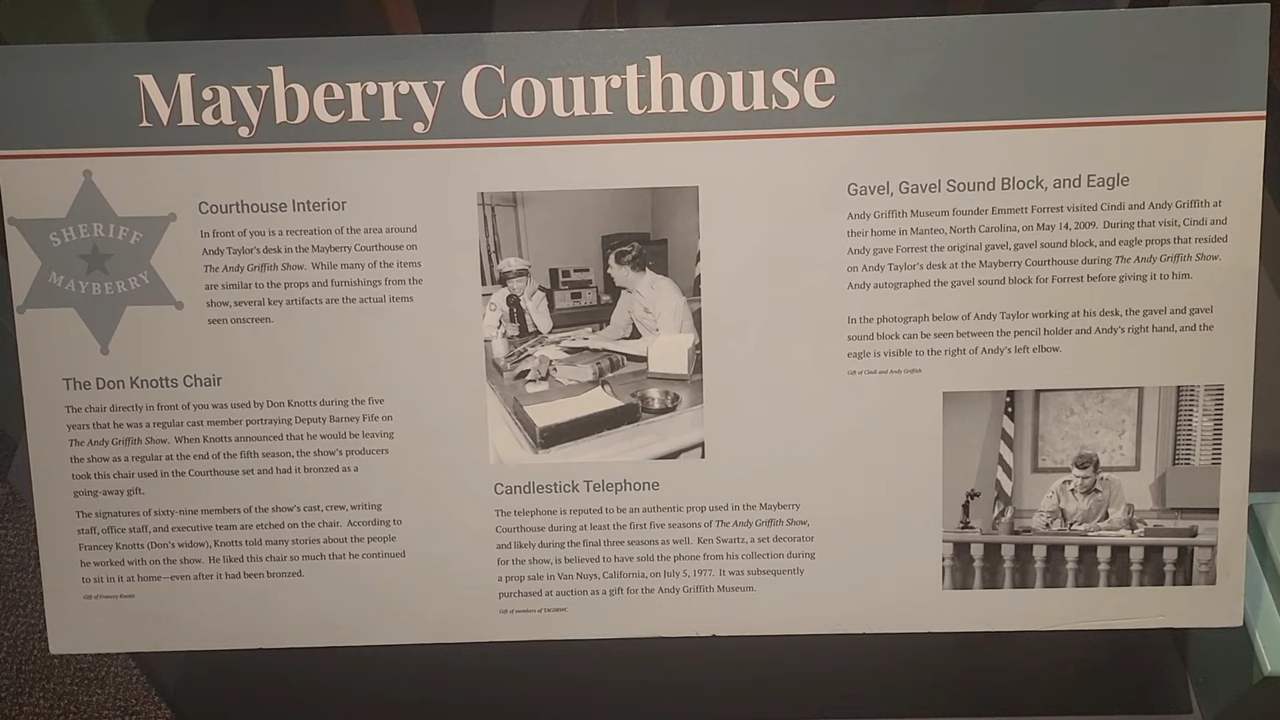 Mayberry Courthouse
SHERIFF
MAYBERRY
Courthouse Interior
In front of you is a recreation of the area around
Andy Taylor's desk in the Mayberry Courthouse on
The Andy Griffith Show. While many of the items
are similar to the props and furnishings from the
show, several key artifacts are the actual items
seen onscreen.
The Don Knotts Chair
The chair directly in front of you was used by Don Knotts during the five
years that he was a regular cast member portraying Deputy Barney Fife on
The Andy Griffith Show. When Knotts announced that he would be leaving
the show as a regular at the end of the fifth season, the show's producers
took this chair used in the Courthouse set and had it bronzed as a
going-away gift.
The signatures of sixty-nine members of the show's cast, crew, writing
staff, office staff, and executive team are etched on the chair. According to
Francey Knotts (Don's widow), Knotts told many stories about the people
he worked with on the show. He liked this chair so much that he continued
to sit in it at home—even after it had been bronzed.
Gift of Francey Knotts
Candlestick Telephone
The telephone is reputed to be an authentic prop used in the Mayberry
Courthouse during at least the first five seasons of The Andy Griffith Show,
and likely during the final three seasons as well. Ken Swartz, a set decorator
for the show, is believed to have sold the phone from his collection during
a prop sale in Van Nuys, California, on July 5, 1977. It was subsequently
purchased at auction as a gift for the Andy Griffith Museum.
Gift of members of TAGSRWC
Gavel, Gavel Sound Block, and Eagle
Andy Griffith Museum founder Emmett Forrest visited Cindi and Andy Griffith at
their home in Manteo, North Carolina, on May 14, 2009. During that visit, Cindi and
Andy gave Forrest the original gavel, gavel sound block, and eagle props that resided
on Andy Taylor's desk at the Mayberry Courthouse during The Andy Griffith Show.
Andy autographed the gavel sound block for Forrest before giving it to him.
In the photograph below of Andy Taylor working at his desk, the gavel and gavel
sound block can be seen between the pencil holder and Andy's right hand, and the
eagle is visible to the right of Andy's left elbow.
Gift of Cindi and Andy Griffith